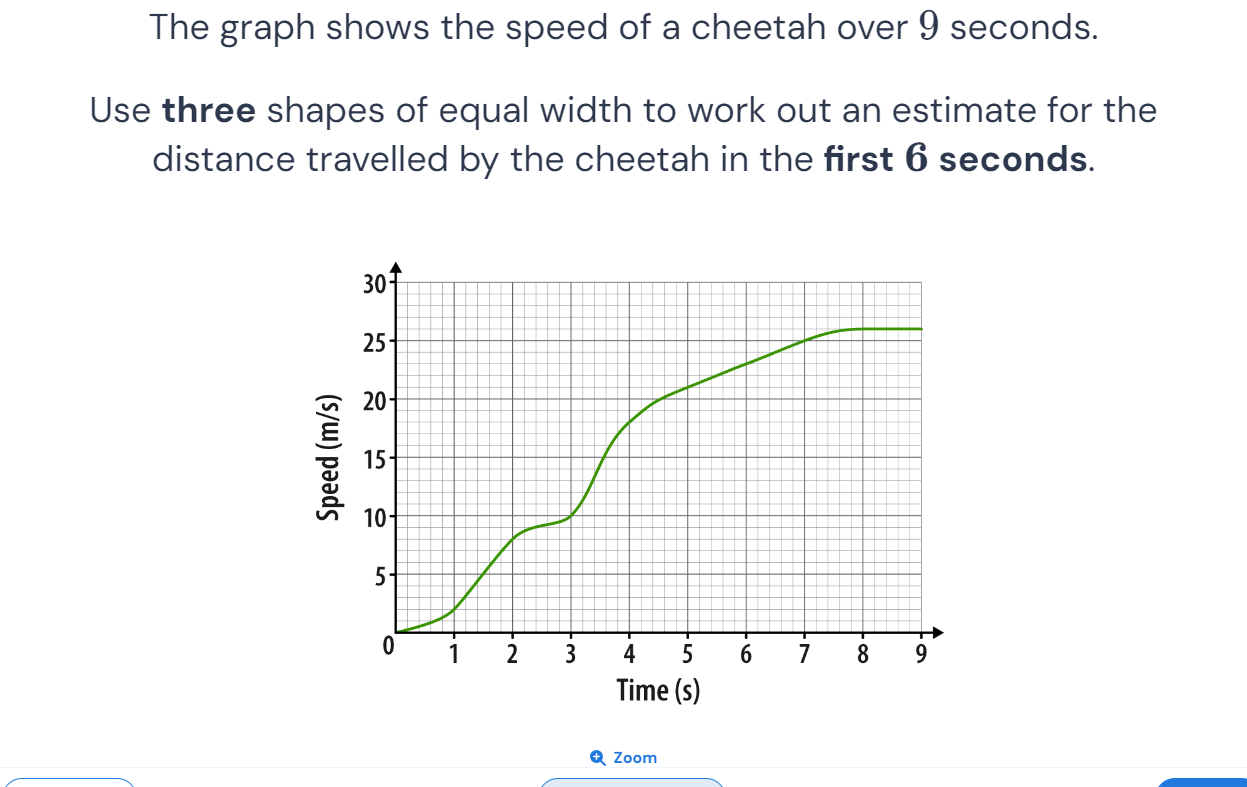 The graph shows the speed of a cheetah over 9 seconds.
Use three shapes of equal width to work out an estimate for the
distance travelled by the cheetah in the first 6 seconds.
30
25
20
15
10
5
0
Speed (m/s)
1 2 3 4 5 6 7 8 9
Time (s)
Zoom